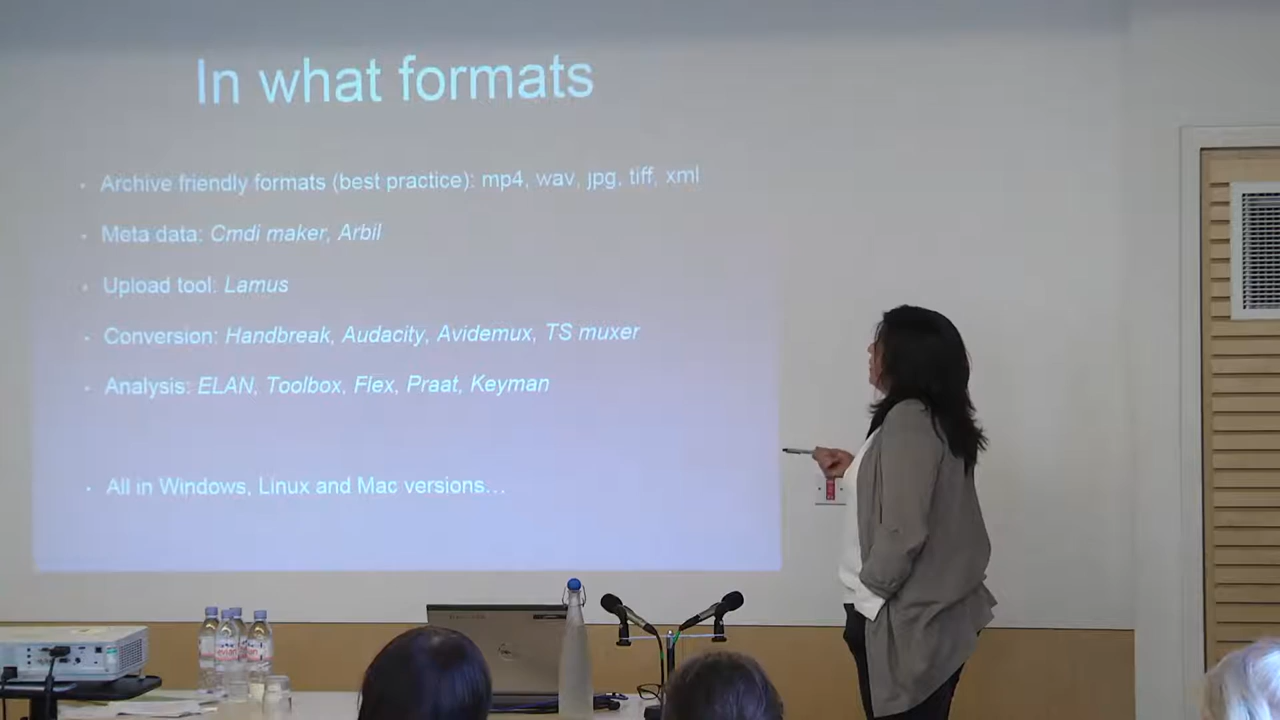 In what formats
Archive friendly formats (best practice): mp4, wav, jpg, tiff, xml
Meta data: Cmdi maker, Arbil
Upload tool: Lamus
Conversion: Handbreak, Audacity, Avidemux, TS muxer
Analysis: ELAN, Toolbox, Flex, Praat, Keyman
All in Windows, Linux and Mac versions…
evian